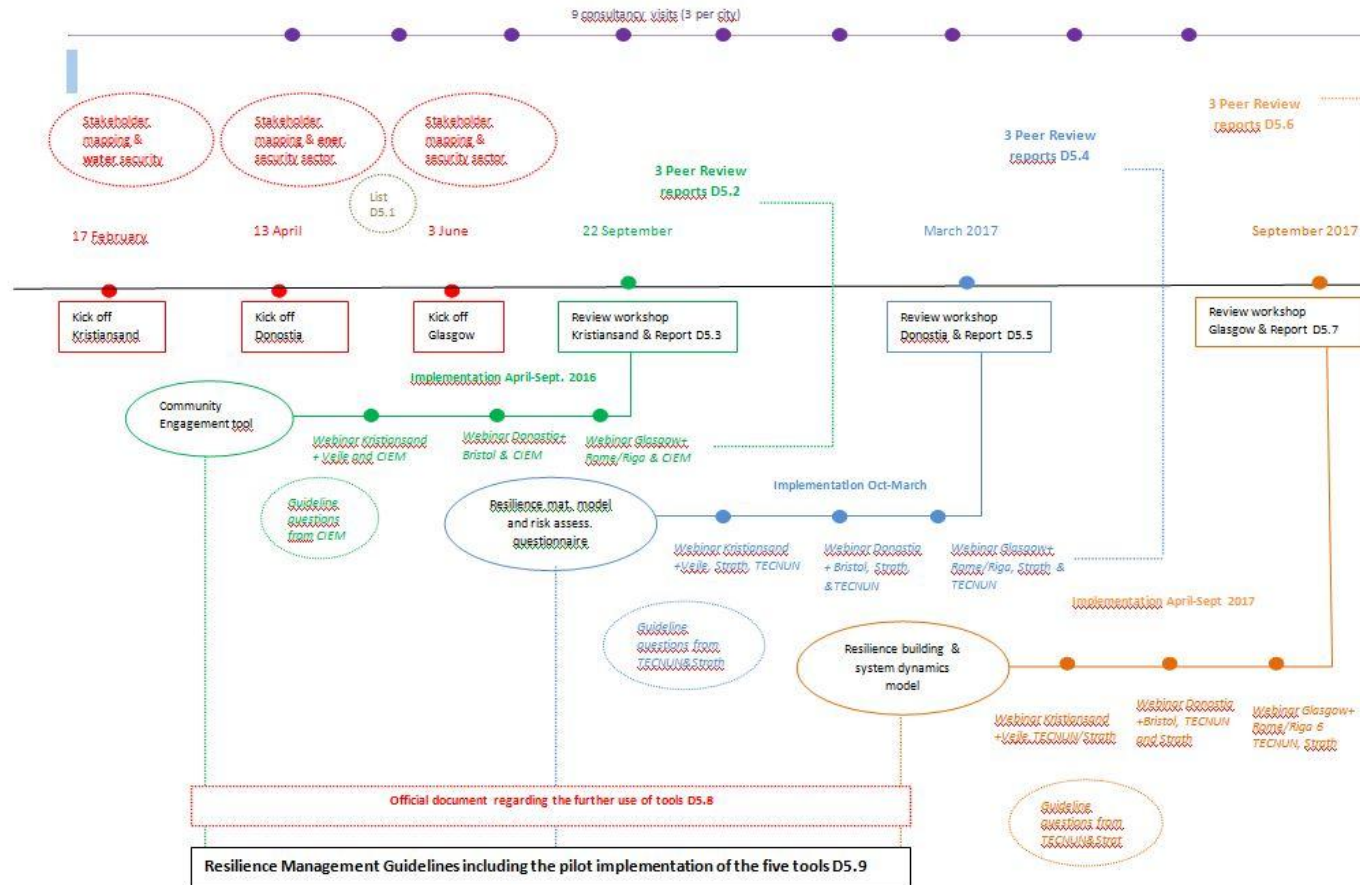 9 consultancy visits (3 per city)
Stakeholder
mapping &
water security
Stakeholder
mapping & ener.
security sector.
Stakeholder
mapping &
security sector.
List
D5.1
3 Peer Review
reports D5.2
3 Peer Review
reports D5.4
3 Peer Review
reports D5.6
17 February
13 April
3 June
22 September
March 2017
September 2017
Kick off
Kristiansand
Kick off
Donostia
Kick off
Glasgow
Review workshop
Kristiansand & Report D5.3
Review workshop
Donostia & Report D5.5
Review workshop
Glasgow & Report D5.7
Implementation April-Sept. 2016
Community
Engagement tool
Webinar Kristiansand
+ Vejle and CIEM
Webinar Donostia+
Bristol & CIEM
Webinar Glasgow+
Rome/Riga & CIEM
Guideline
questions
from CIEM
Implementation Oct-March
Resilience mat. model
and risk assess.
questionnaire
Webinar Kristiansand
+Vejle, Strath, TECNUN
Webinar Donostia
+ Bristol, Strath,
&TECNUN
Webinar Glasgow+
Rome/Riga, Strath &
TECNUN
Guideline
questions from
TECNUN&Strath
Implementation April-Sept 2017
Resilience building &
system dynamics
model
Webinar Kristiansand
+Vejle, TECNUN/Strath
Webinar Donostia
+Bristol, TECNUN
and Strath
Webinar Glasgow+
Rome/Riga 6
TECNUN, Strath
Guideline
questions from
TECNUN&Strat
Official document regarding the further use of tools D5.8
Resilience Management Guidelines including the pilot implementation of the five tools D5.9